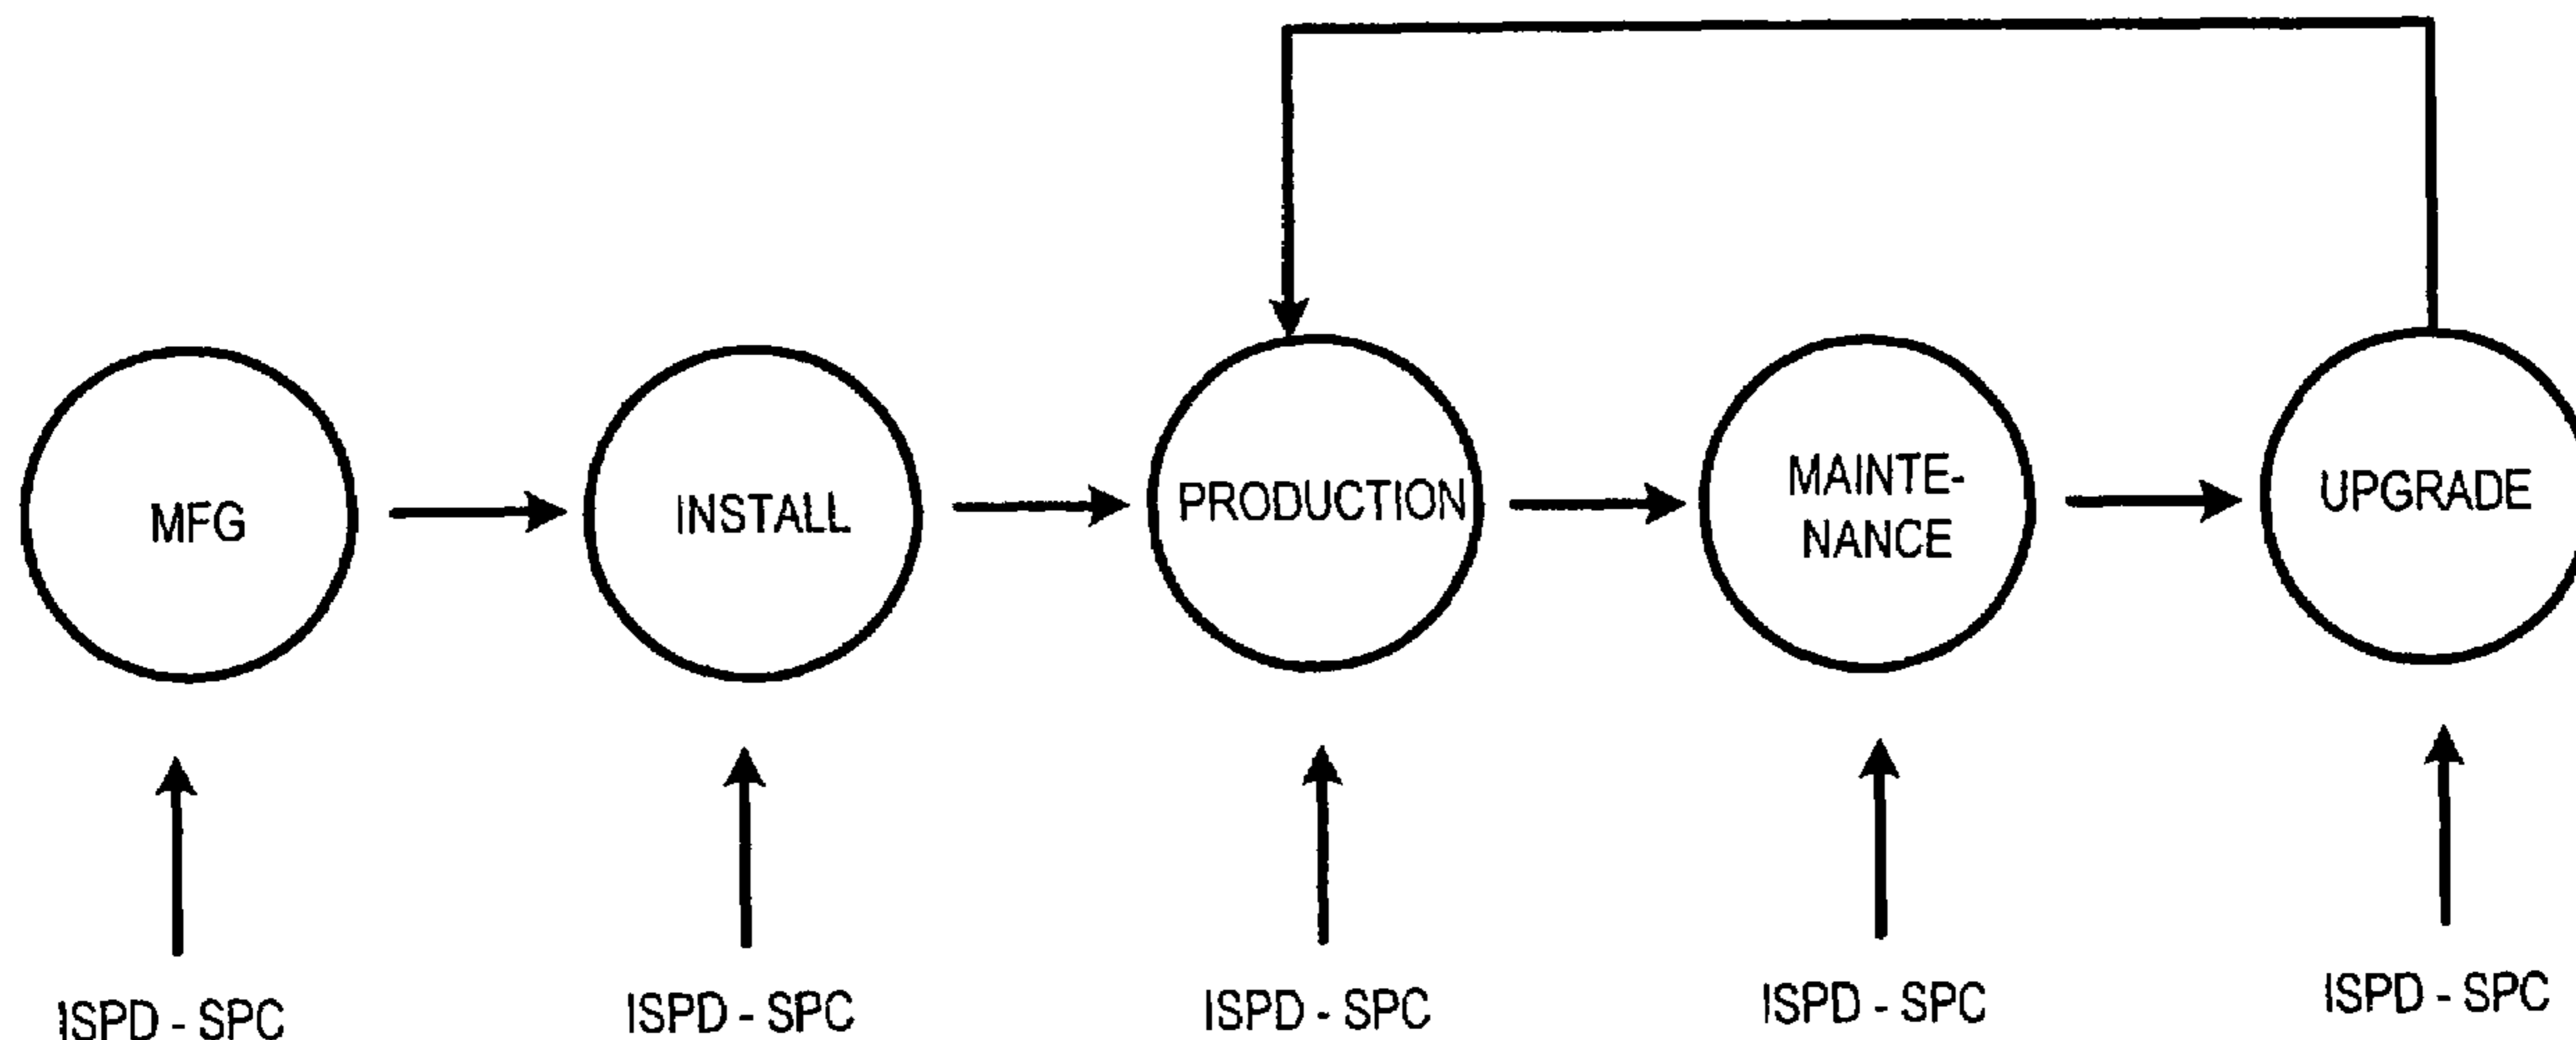 MFG
INSTALL
PRODUCTION
MAINTE-
NANCE
UPGRADE
ISPD - SPC
ISPD - SPC
ISPD - SPC
ISPD - SPC
ISPD - SPC